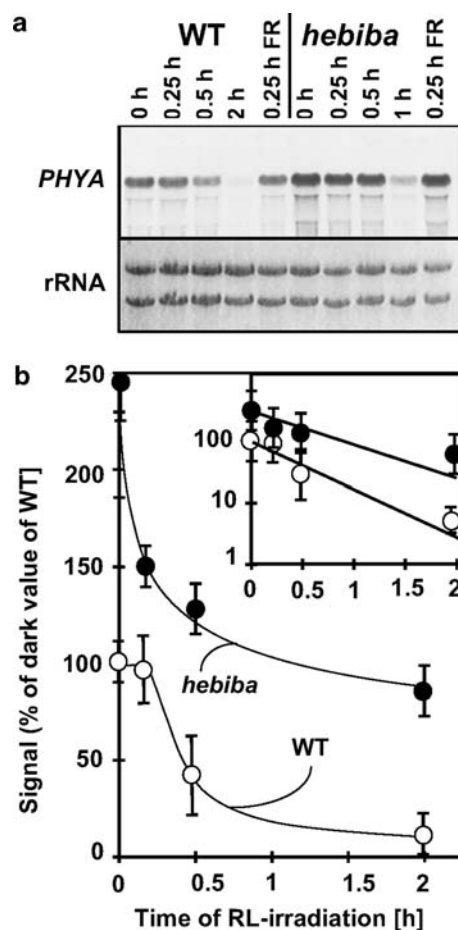 a
WT hebiba
0 h 0.25 h 0.5 h 2 h 0.25 h FR 0 h 0.25 h 0.5 h 1 h 0.25 h FR
PHYA
rRNA
b
Signal (% of dark value of WT]
250
200
150
100
50
0
100
10
1
0 0.5 1 1.5 2
hebiba
WT
0 0.5 1 2
Time of RL-irradiation [h]